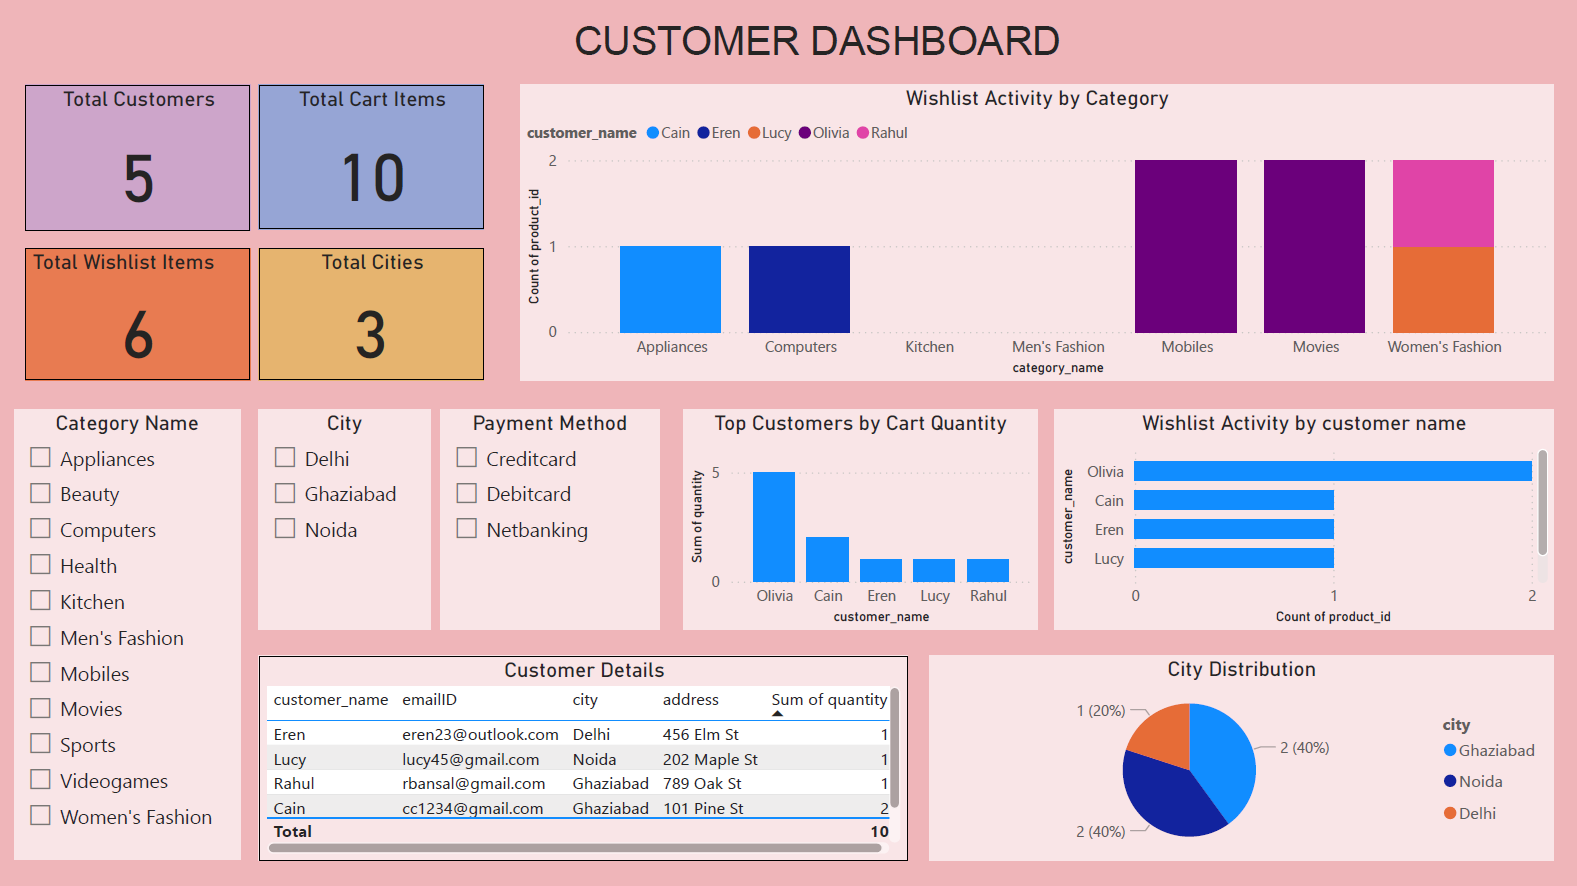 CUSTOMER DASHBOARD
Total Customers
5
Total Cart Items
10
Total Wishlist Items
6
Total Cities
3
Wishlist Activity by Category
customer_name Cain Eren Lucy Olivia Rahul
Count of product_id
2
1
0
Appliances Computers Kitchen Men's Fashion Mobiles Movies Women's Fashion
category_name
Category Name
Appliances
Beauty
Computers
Health
Kitchen
Men's Fashion
Mobiles
Movies
Sports
Videogames
Women's Fashion
City
Delhi
Ghaziabad
Noida
Payment Method
Creditcard
Debitcard
Netbanking
Top Customers by Cart Quantity
Sum of quantity
5
0
Olivia Cain Eren Lucy Rahul
customer_name
Wishlist Activity by customer name
customer_name
Olivia
Cain
Eren
Lucy
0 1 2
Count of product_id
Customer Details
customer_name emailID city address Sum of quantity
Eren eren23@outlook.com Delhi 456 Elm St 1
Lucy lucy45@gmail.com Noida 202 Maple St 1
Rahul rbansal@gmail.com Ghaziabad 789 Oak St 1
Cain cc1234@gmail.com Ghaziabad 101 Pine St 2
Total 10
City Distribution
1 (20%)
2 (40%)
2 (40%)
city
Ghaziabad
Noida
Delhi